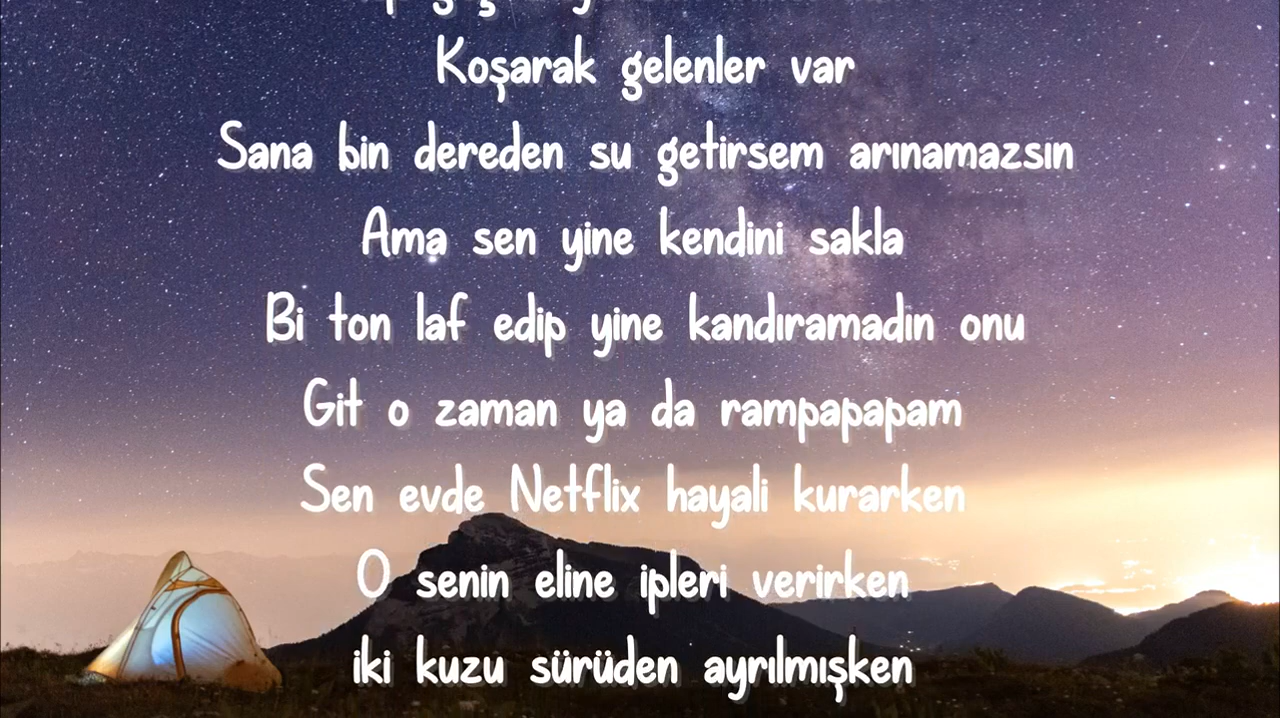 Koşarak gelenler var
Sana bin dereden su getirsem arınamazsın
Ama sen yine kendini sakla
Bi ton laf edip yine kandıramadın onu
Git o zaman ya da rampapapam
Sen evde Netflix hayali kurarken
O senin eline ipleri verirken
iki kuzu sürüden ayrılmışken